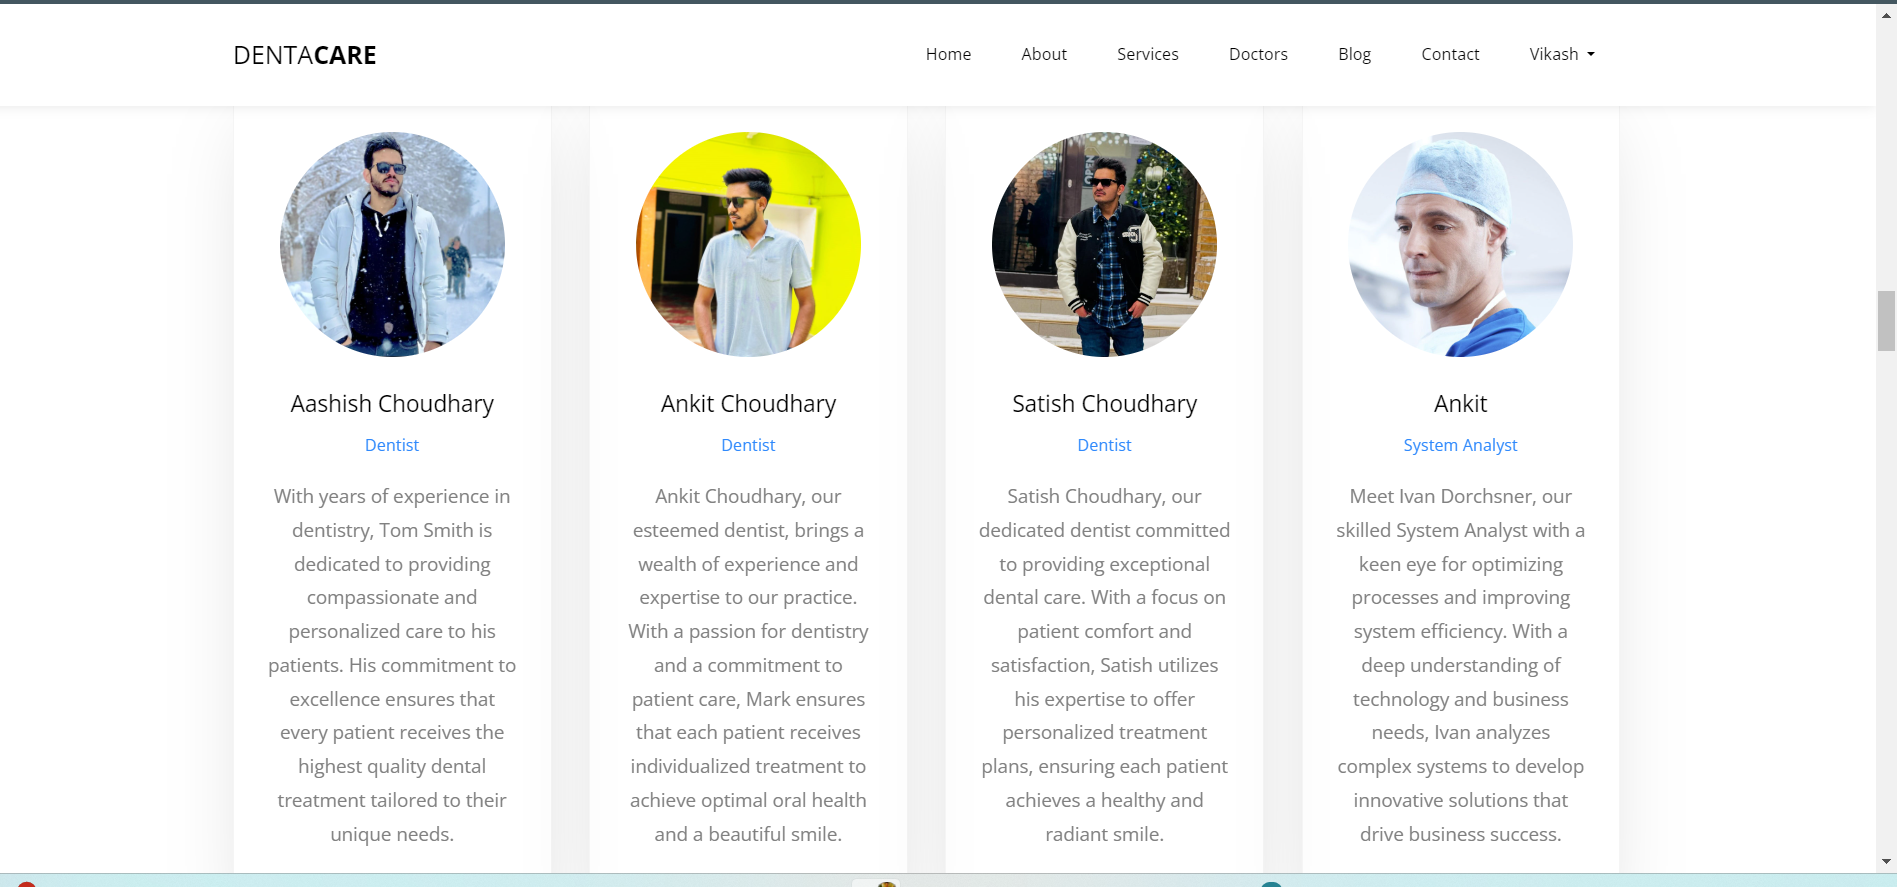 DENTACARE
Home About Services Doctors Blog Contact Vikash
OPEN
Aashish Choudhary
Dentist
With years of experience in
dentistry, Tom Smith is
dedicated to providing
compassionate and
personalized care to his
patients. His commitment to
excellence ensures that
every patient receives the
highest quality dental
treatment tailored to their
unique needs.
Ankit Choudhary
Dentist
Ankit Choudhary, our
esteemed dentist, brings a
wealth of experience and
expertise to our practice.
With a passion for dentistry
and a commitment to
patient care, Mark ensures
that each patient receives
individualized treatment to
achieve optimal oral health
and a beautiful smile.
Satish Choudhary
Dentist
Satish Choudhary, our
dedicated dentist committed
to providing exceptional
dental care. With a focus on
patient comfort and
satisfaction, Satish utilizes
his expertise to offer
personalized treatment
plans, ensuring each patient
achieves a healthy and
radiant smile.
Ankit
System Analyst
Meet Ivan Dorchsner, our
skilled System Analyst with a
keen eye for optimizing
processes and improving
system efficiency. With a
deep understanding of
technology and business
needs, Ivan analyzes
complex systems to develop
innovative solutions that
drive business success.